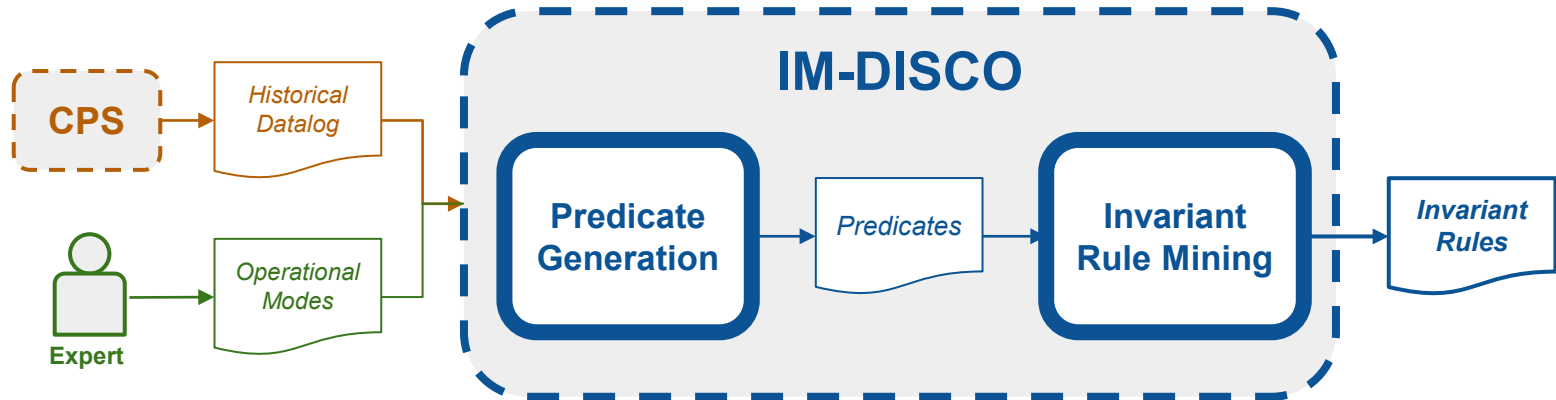 IM-DISCO
CPS
Historical
Datalog
Operational
Modes
Expert
Predicate
Generation
Predicates
Invariant
Rule Mining
Invariant
Rules